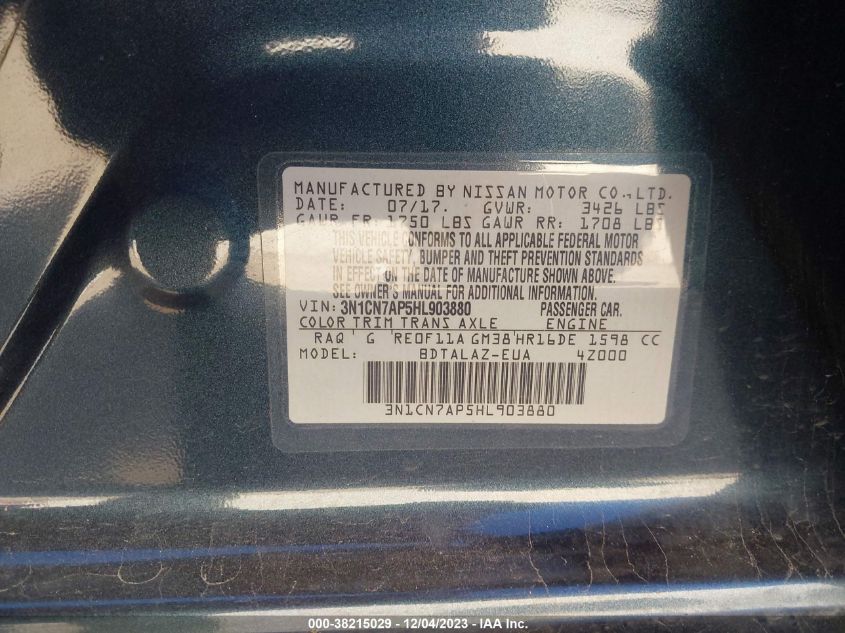 MANUFACTURED BY NISSAN MOTOR CO.,LTD.
DATE: 07/17. GVWR: 3426 LBS
GAWR FR: 1750 LBS GAWR RR: 1708 LBS
THIS VEHICLE CONFORMS TO ALL APPLICABLE FEDERAL MOTOR
VEHICLE SAFETY, BUMPER AND THEFT PREVENTION STANDARDS
IN EFFECT ON THE DATE OF MANUFACTURE SHOWN ABOVE.
SEE OWNER'S MANUAL FOR ADDITIONAL INFORMATION.
VIN: 3N1CN7AP5HL903880 PASSENGER CAR.
COLOR TRIM TRANS AXLE ENGINE
RAQ' G 'RE0F11A GM38'HR16DE 1598 CC
MODEL: BDTALAZ-EUA 4Z000
3N1CN7AP5HL903880
000-38215029 - 12/04/2023 - IAA Inc.